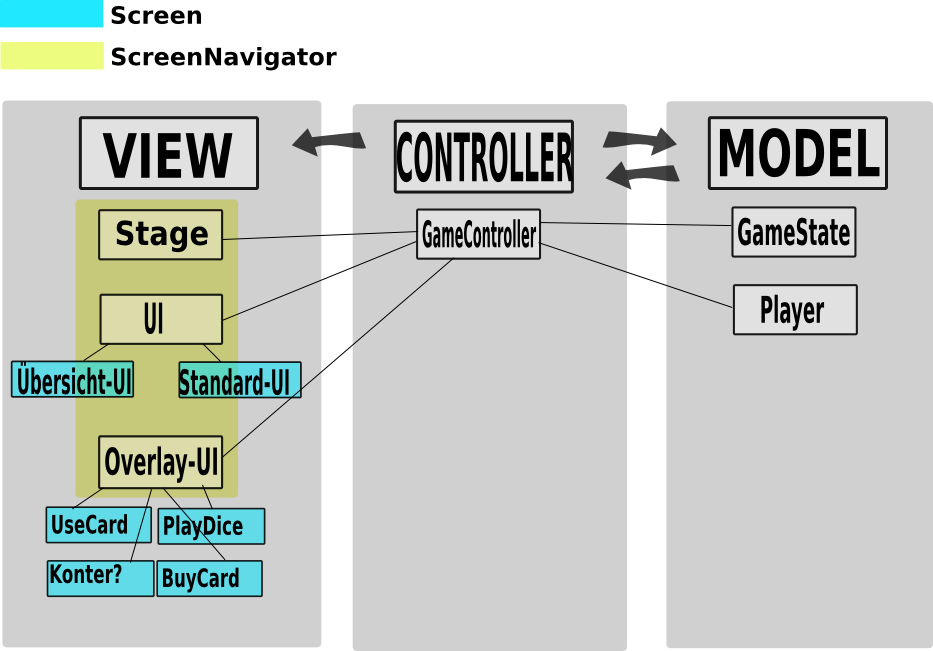 Screen
ScreenNavigator
VIEW
CONTROLLER
MODEL
Stage
GameController
GameState
UI
Player
Übersicht-UI
Standard-UI
Overlay-UI
UseCard
PlayDice
Konter?
BuyCard